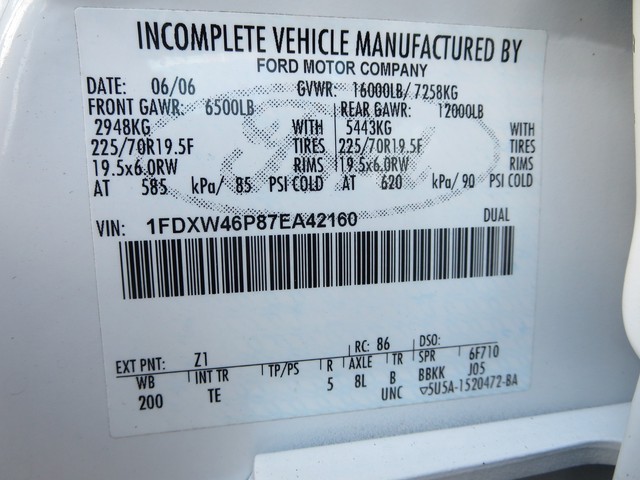 INCOMPLETE VEHICLE MANUFACTURED BY
FORD MOTOR COMPANY
DATE: 06/06 GVWR: 16000LB/ 7258KG
FRONT GAWR: 6500LB REAR GAWR: 12000LB
2948KG WITH 5443KG WITH
225/70R19.5F TIRES 225/70R19.5F TIRES
19.5x6.0RW RIMS 19.5x6.0RW RIMS
AT 585 kPa/ 85 PSI COLD AT 620 kPa/ 90 PSI COLD
VIN: 1FDXW46P87EA42160 DUAL
EXT PNT: Z1 RC: 86 DSO:
WB INT TR TP/PS R AXLE TR SPR 6F710
200 TE 5 8L B BBKK J05
UNC ▽5U5A-1520472-BA